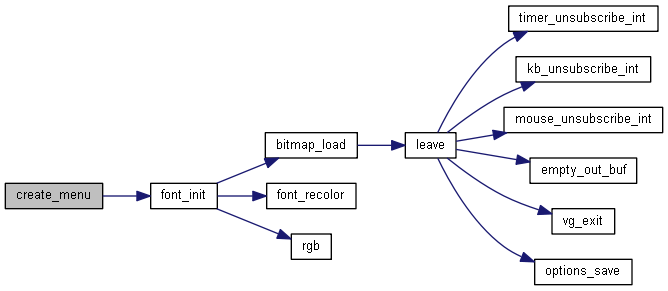 create_menu
font_init
bitmap_load
font_recolor
rgb
leave
timer_unsubscribe_int
kb_unsubscribe_int
mouse_unsubscribe_int
empty_out_buf
vg_exit
options_save